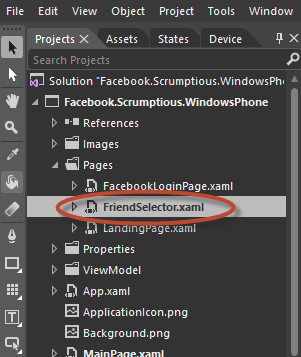 File Edit View Object Project Tools Window
Projects × Assets States Device
Search Projects
Solution "Facebook.Scrumptious.WindowsPh
Facebook.Scrumptious.WindowsPhone
References
Images
Pages
FacebookLoginPage.xaml
FriendSelector.xaml
LandingPage.xaml
Properties
ViewModel
App.xaml
ApplicationIcon.png
Background.png
MainPage.xaml